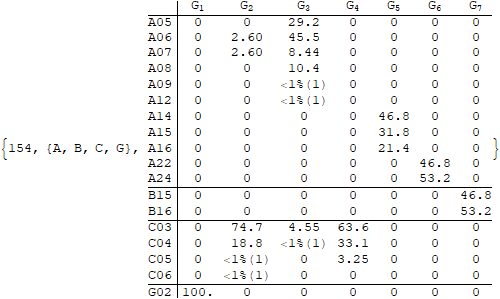 G1 G2 G3 G4 G5 G6 G7
A05 0 0 29.2 0 0 0 0
A06 0 2.60 45.5 0 0 0 0
A07 0 2.60 8.44 0 0 0 0
A08 0 0 10.4 0 0 0 0
A09 0 0 <1%(1) 0 0 0 0
A12 0 0 <1%(1) 0 0 0 0
A14 0 0 0 0 46.8 0 0
A15 0 0 0 0 31.8 0 0
{154, {A, B, C, G}, A16 0 0 0 0 21.4 0 0 }
A22 0 0 0 0 0 46.8 0
A24 0 0 0 0 0 53.2 0
B15 0 0 0 0 0 0 46.8
B16 0 0 0 0 0 0 53.2
C03 0 74.7 4.55 63.6 0 0 0
C04 0 18.8 <1%(1) 33.1 0 0 0
C05 0 <1%(1) 0 3.25 0 0 0
C06 0 <1%(1) 0 0 0 0 0
G02 100. 0 0 0 0 0 0